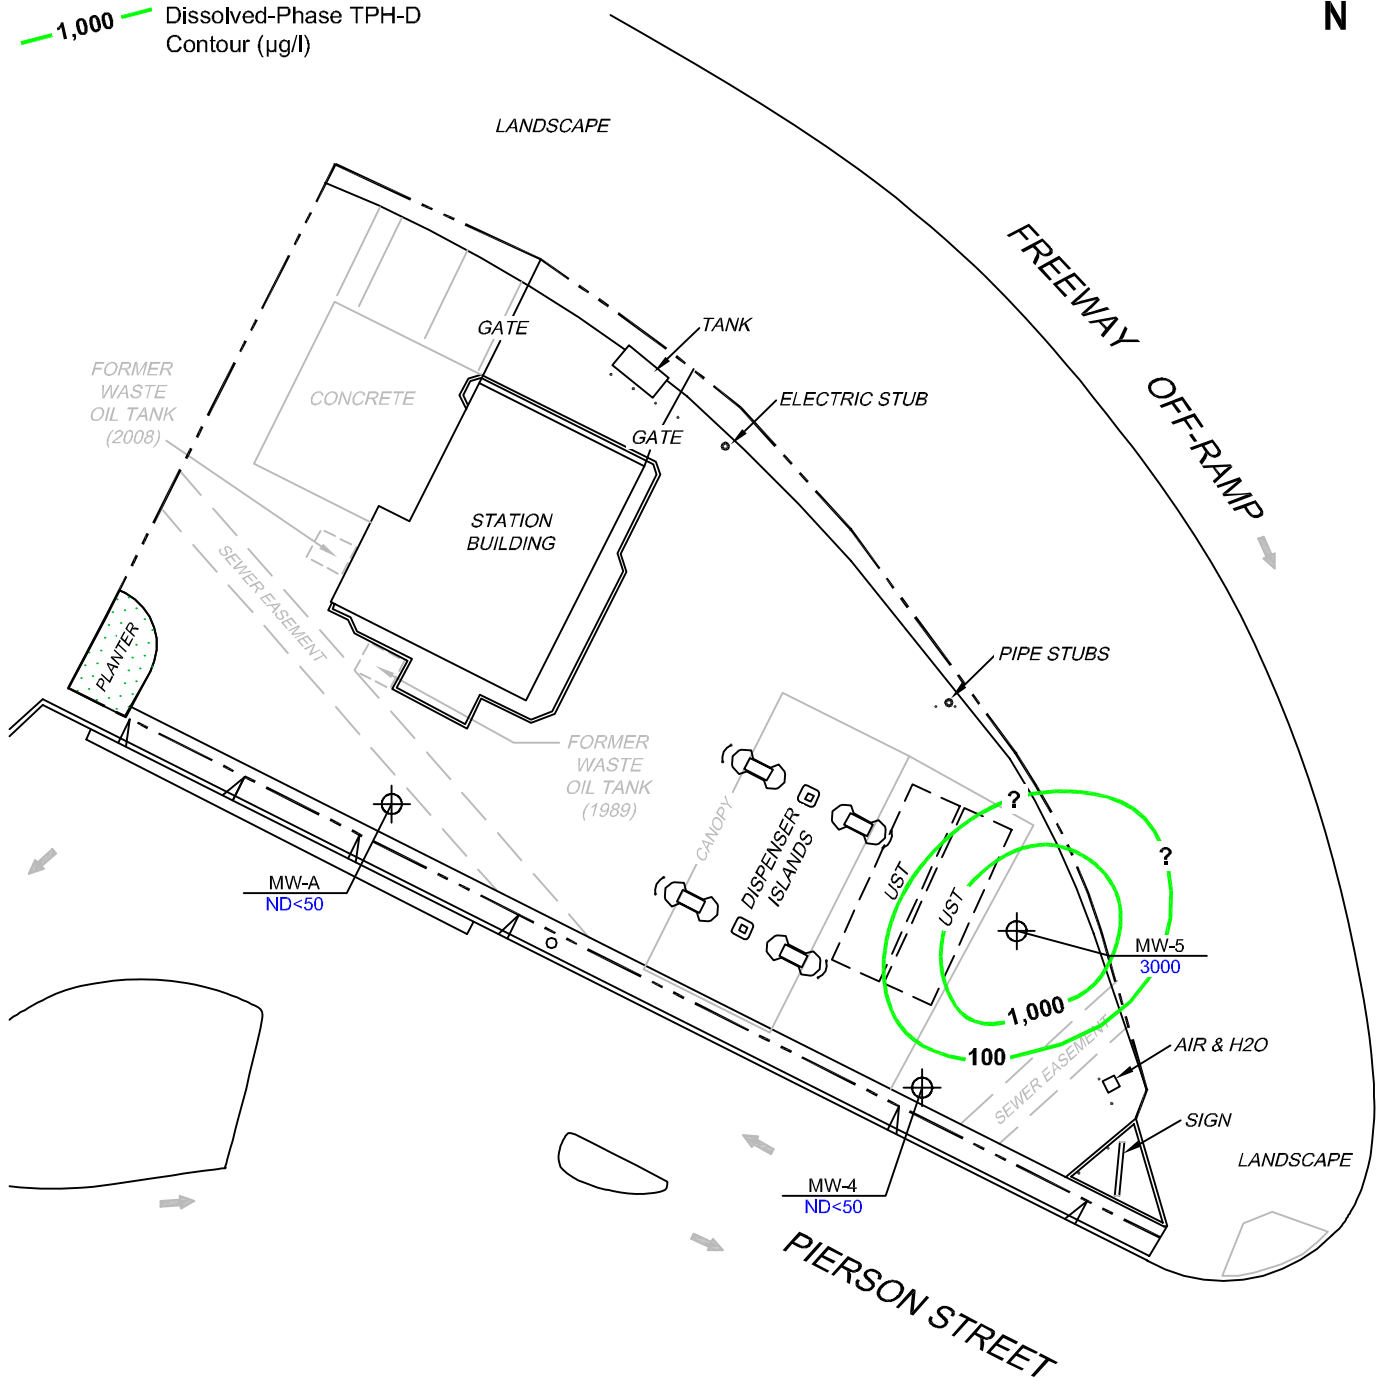 1,000
Dissolved-Phase TPH-D
Contour (µg/l)
N
LANDSCAPE
FREEWAY
OFF-RAMP
GATE
TANK
FORMER
WASTE
OIL TANK
(2008)
CONCRETE
ELECTRIC STUB
GATE
STATION
BUILDING
SEWER EASEMENT
PLANTER
PIPE STUBS
FORMER
WASTE
OIL TANK
(1989)
CANOPY
DISPENSER
ISLANDS
UST
UST
?
?
MW-A
ND<50
MW-5
3000
1,000
100
SEWER EASEMENT
AIR & H2O
SIGN
LANDSCAPE
MW-4
ND<50
PIERSON STREET